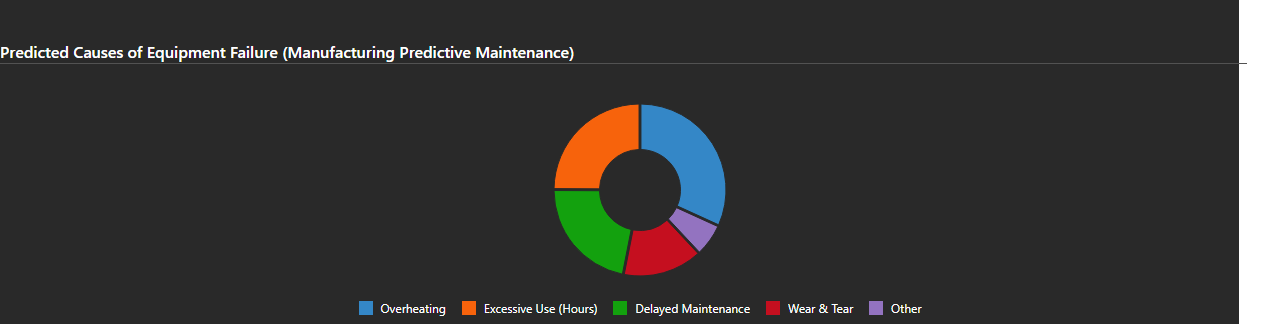 Predicted Causes of Equipment Failure (Manufacturing Predictive Maintenance)
Overheating Excessive Use (Hours) Delayed Maintenance Wear & Tear Other